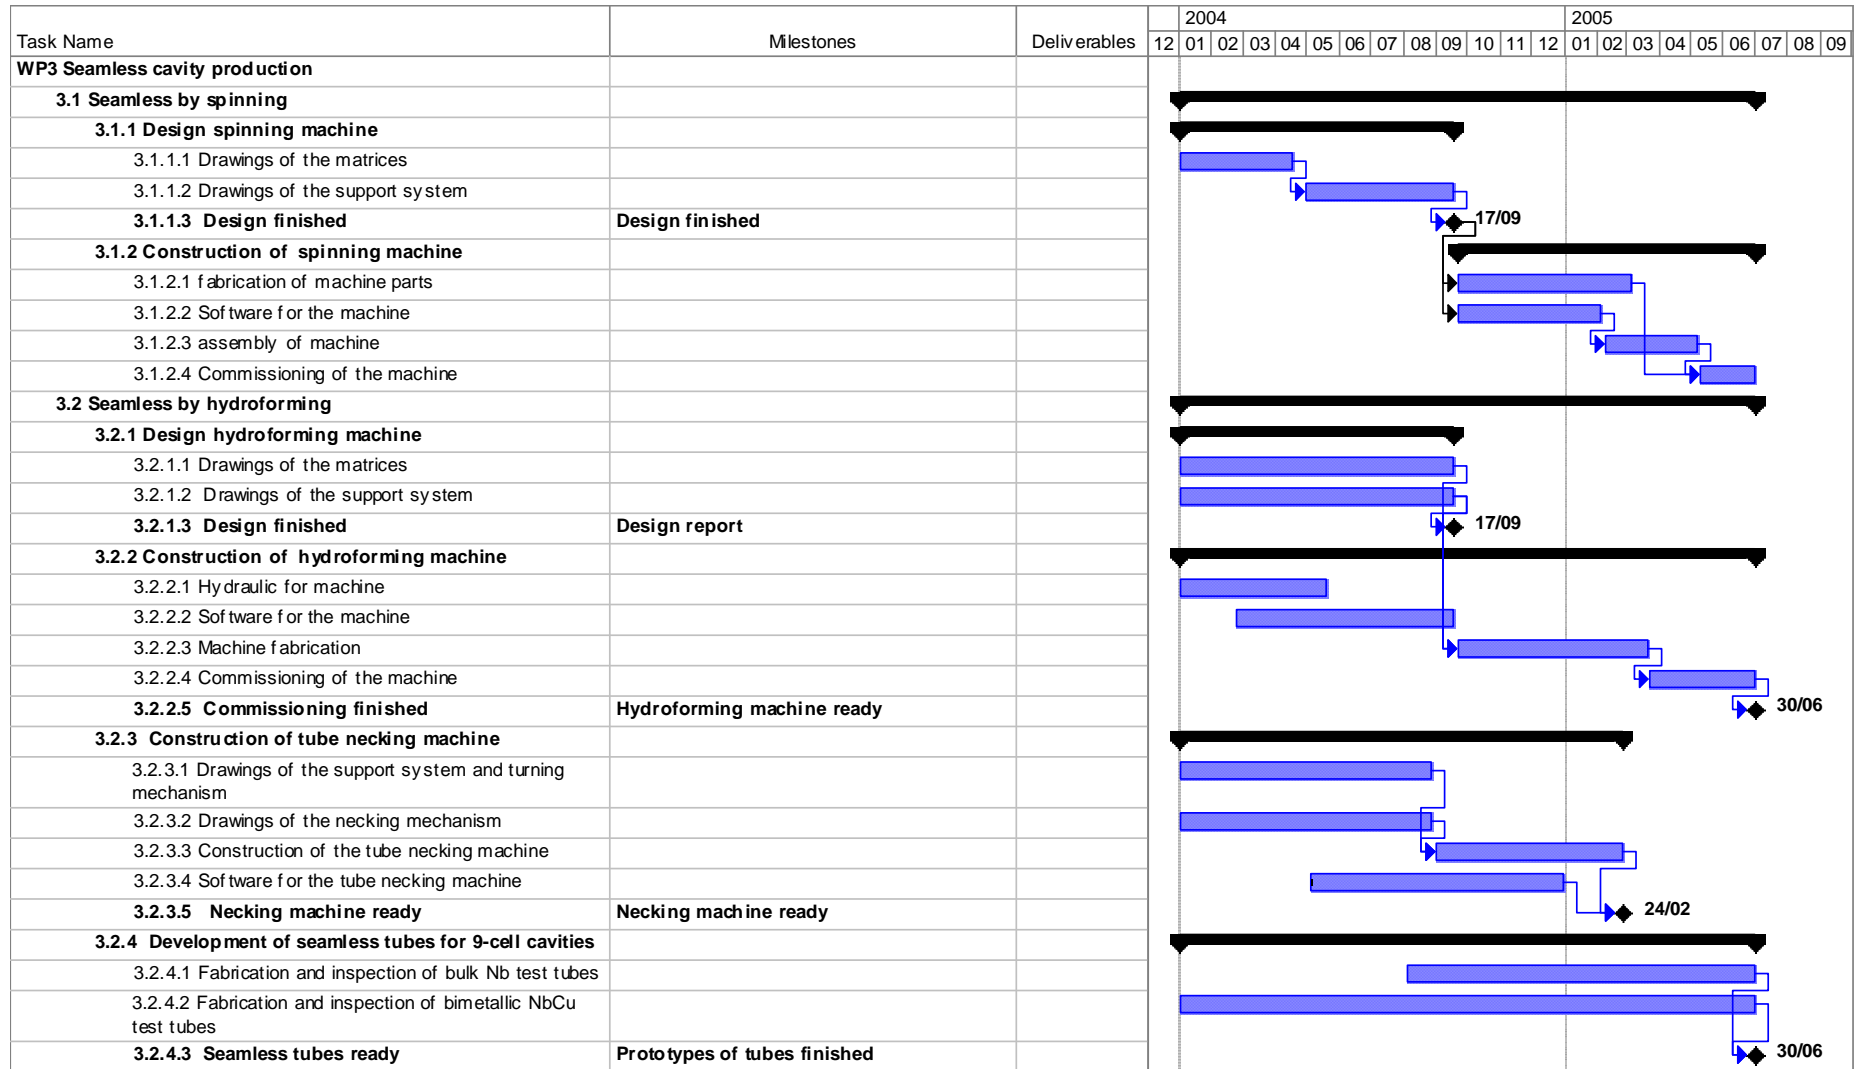 2004 2005
Task Name Milestones Deliverables 12 01 02 03 04 05 06 07 08 09 10 11 12 01 02 03 04 05 06 07 08 09
WP3 Seamless cavity production
3.1 Seamless by spinning
3.1.1 Design spinning machine
3.1.1.1 Drawings of the matrices
3.1.1.2 Drawings of the support system
3.1.1.3 Design finished Design finished 17/09
3.1.2 Construction of spinning machine
3.1.2.1 fabrication of machine parts
3.1.2.2 Software for the machine
3.1.2.3 assembly of machine
3.1.2.4 Commissioning of the machine
3.2 Seamless by hydroforming
3.2.1 Design hydroforming machine
3.2.1.1 Drawings of the matrices
3.2.1.2 Drawings of the support system
3.2.1.3 Design finished Design report 17/09
3.2.2 Construction of hydroforming machine
3.2.2.1 Hydraulic for machine
3.2.2.2 Software for the machine
3.2.2.3 Machine fabrication
3.2.2.4 Commissioning of the machine
3.2.2.5 Commissioning finished Hydroforming machine ready 30/06
3.2.3 Construction of tube necking machine
3.2.3.1 Drawings of the support system and turning
mechanism
3.2.3.2 Drawings of the necking mechanism
3.2.3.3 Construction of the tube necking machine
3.2.3.4 Software for the tube necking machine
3.2.3.5 Necking machine ready Necking machine ready 24/02
3.2.4 Development of seamless tubes for 9-cell cavities
3.2.4.1 Fabrication and inspection of bulk Nb test tubes
3.2.4.2 Fabrication and inspection of bimetallic NbCu
test tubes
3.2.4.3 Seamless tubes ready Prototypes of tubes finished 30/06